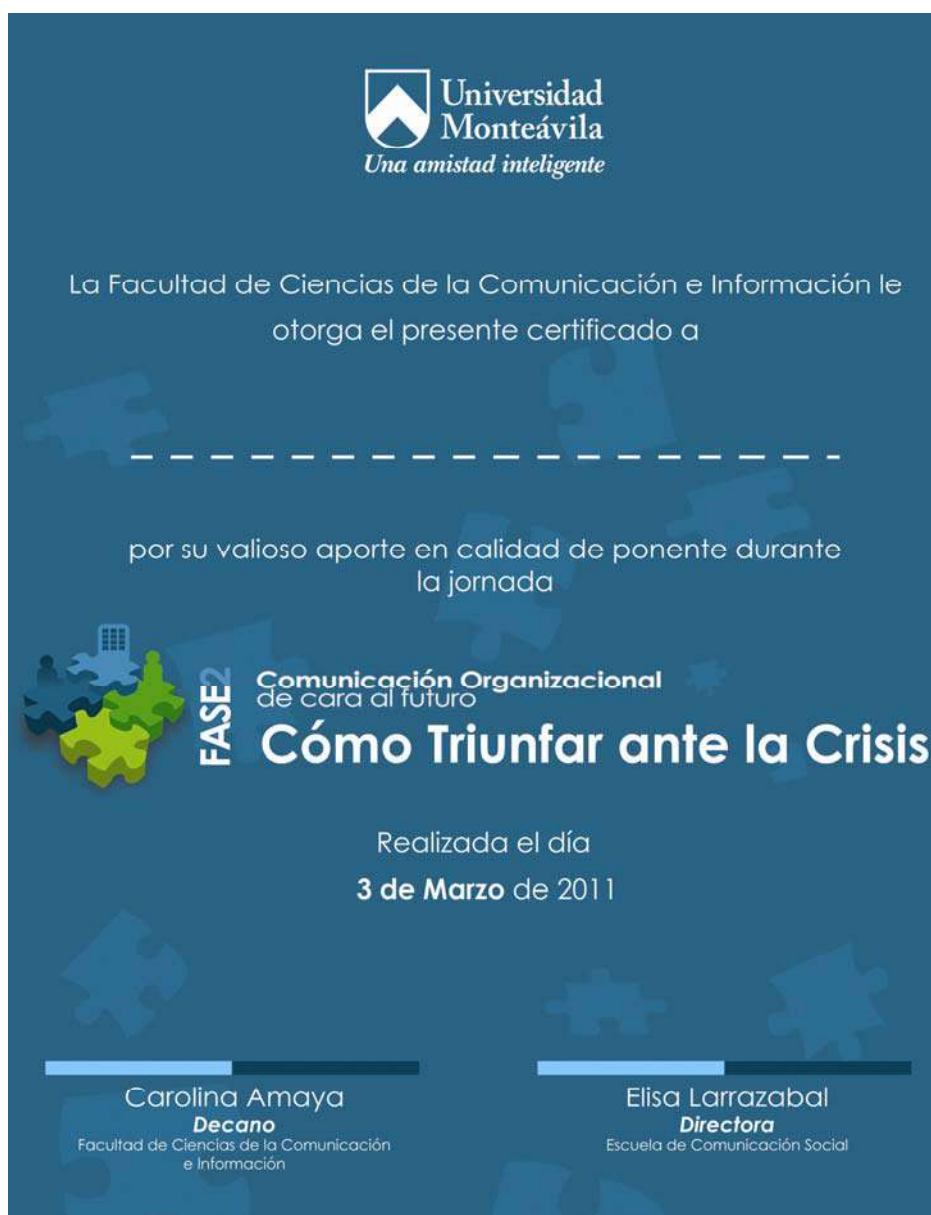 Universidad
Monteávila
Una amistad inteligente
La Facultad de Ciencias de la Comunicación e Información le
otorga el presente certificado a
por su valioso aporte en calidad de ponente durante
la jornada
FASE2
Comunicación Organizacional
de cara al futuro
Cómo Triunfar ante la Crisis
Realizada el día
3 de Marzo de 2011
Carolina Amaya
Decano
Facultad de Ciencias de la Comunicación
e Información
Elisa Larrazabal
Directora
Escuela de Comunicación Social